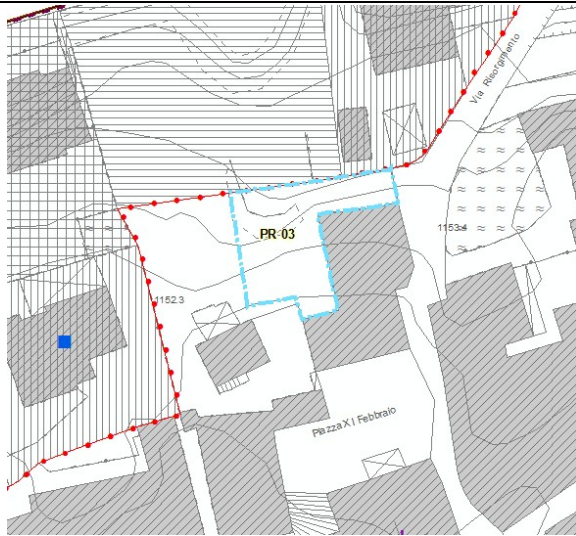 Via Risorgimento
1153.4
PR 03
1152.3
Piazza XI Febbraio